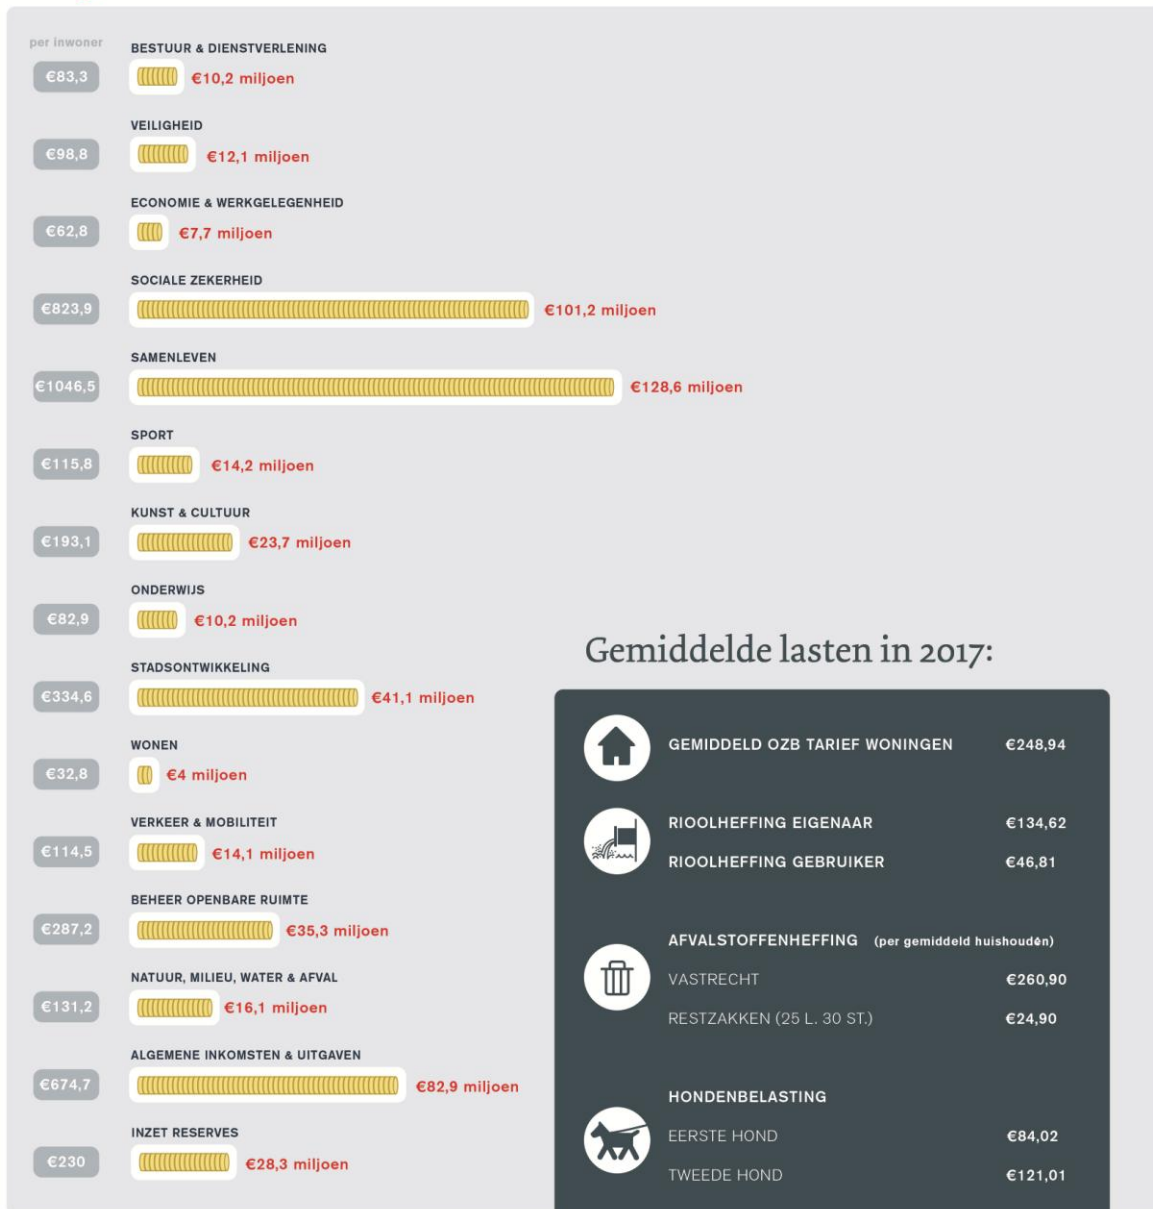 per inwoner
BESTUUR & DIENSTVERLENING
€83,3
€10,2 miljoen
VEILIGHEID
€98,8
€12,1 miljoen
ECONOMIE & WERKGELEGENHEID
€62,8
€7,7 miljoen
SOCIALE ZEKERHEID
€823,9
€101,2 miljoen
SAMENLEVEN
€1046,5
€128,6 miljoen
SPORT
€115,8
€14,2 miljoen
KUNST & CULTUUR
€193,1
€23,7 miljoen
ONDERWIJS
€82,9
€10,2 miljoen
STADSONTWIKKELING
€334,6
€41,1 miljoen
WONEN
€32,8
€4 miljoen
VERKEER & MOBILITEIT
€114,5
€14,1 miljoen
BEHEER OPENBARE RUIMTE
€287,2
€35,3 miljoen
NATUUR, MILIEU, WATER & AFVAL
€131,2
€16,1 miljoen
ALGEMENE INKOMSTEN & UITGAVEN
€674,7
€82,9 miljoen
INZET RESERVES
€230
€28,3 miljoen
Gemiddelde lasten in 2017:
GEMIDDELD OZB TARIEF WONINGEN €248,94
RIOOLHEFFING EIGENAAR €134,62
RIOOLHEFFING GEBRUIKER €46,81
AFVALSTOFFENHEFFING (per gemiddeld huishouden)
VASTRECHT €260,90
RESTZAKKEN (25 L. 30 ST.) €24,90
HONDENBELASTING
EERSTE HOND €84,02
TWEEDE HOND €121,01